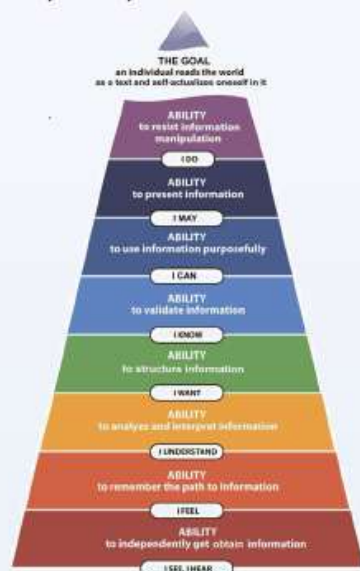 THE GOAL
an individual reads the world
as a text and self-actualizes oneself in it
ABILITY
to resist information
manipulation
I DO
ABILITY
to present information
I MAY
ABILITY
to use information purposefully
I CAN
ABILITY
to validate information
I KNOW
ABILITY
to structure information
I WANT
ABILITY
to analyze and interpret information
I UNDERSTAND
ABILITY
to remember the path to information
I FEEL
ABILITY
to independently get obtain information
I SEE, I HEAR